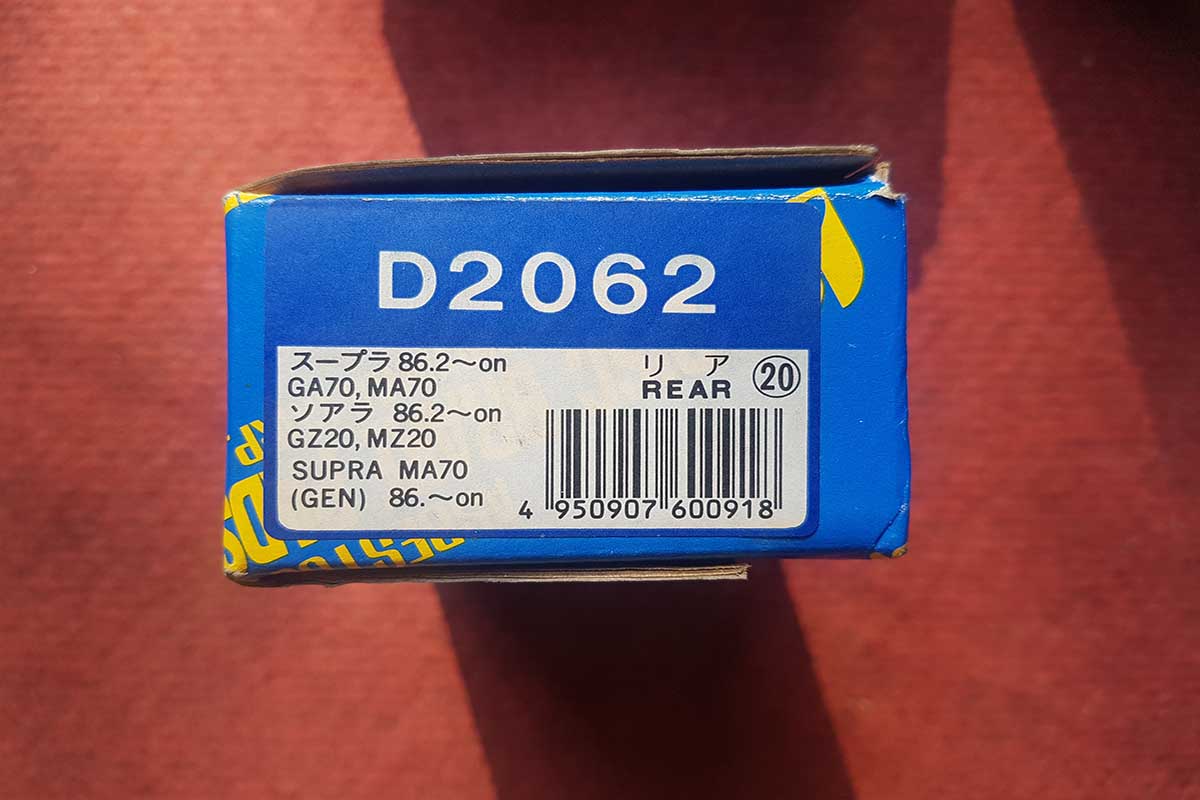 D2062
スープラ 86.2〜on
GA70, MA70
ソアラ 86.2〜on
GZ20, MZ20
SUPRA MA70
(GEN) 86.〜on
リア
REAR ⑳
4 950907 600918